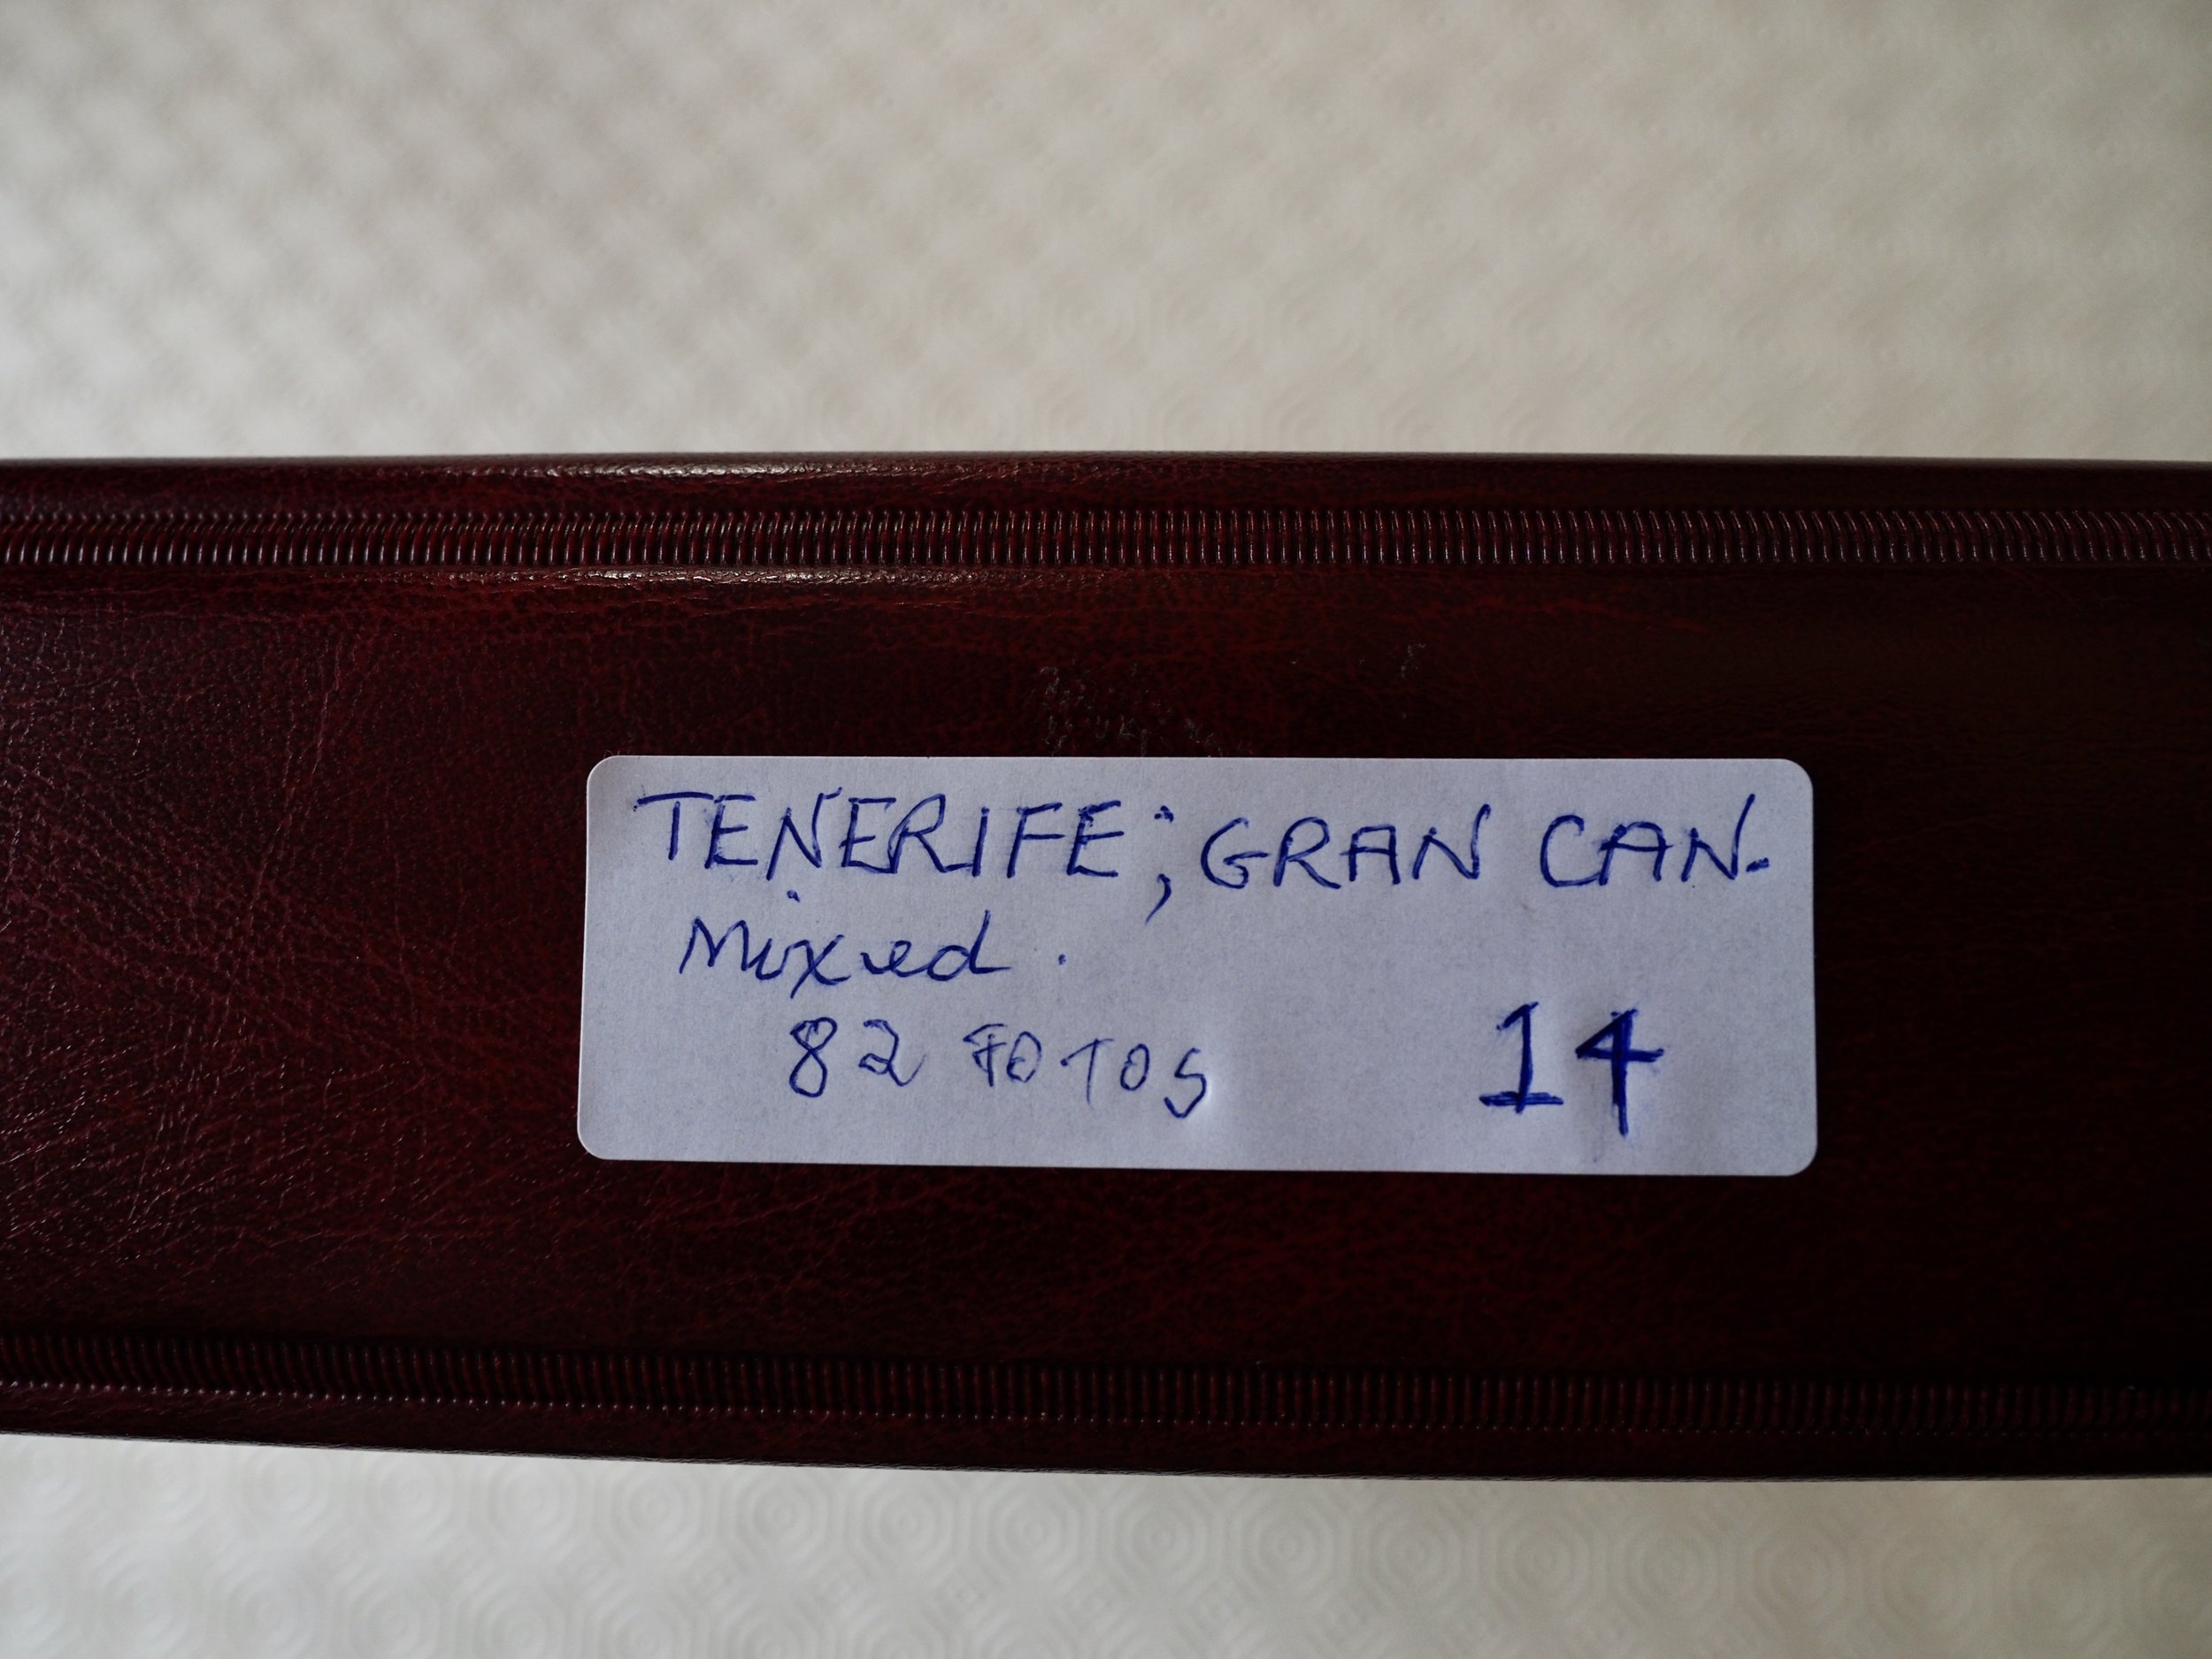 TENERIFE; GRAN CAN.
Mixed.
82 FOTOS 14